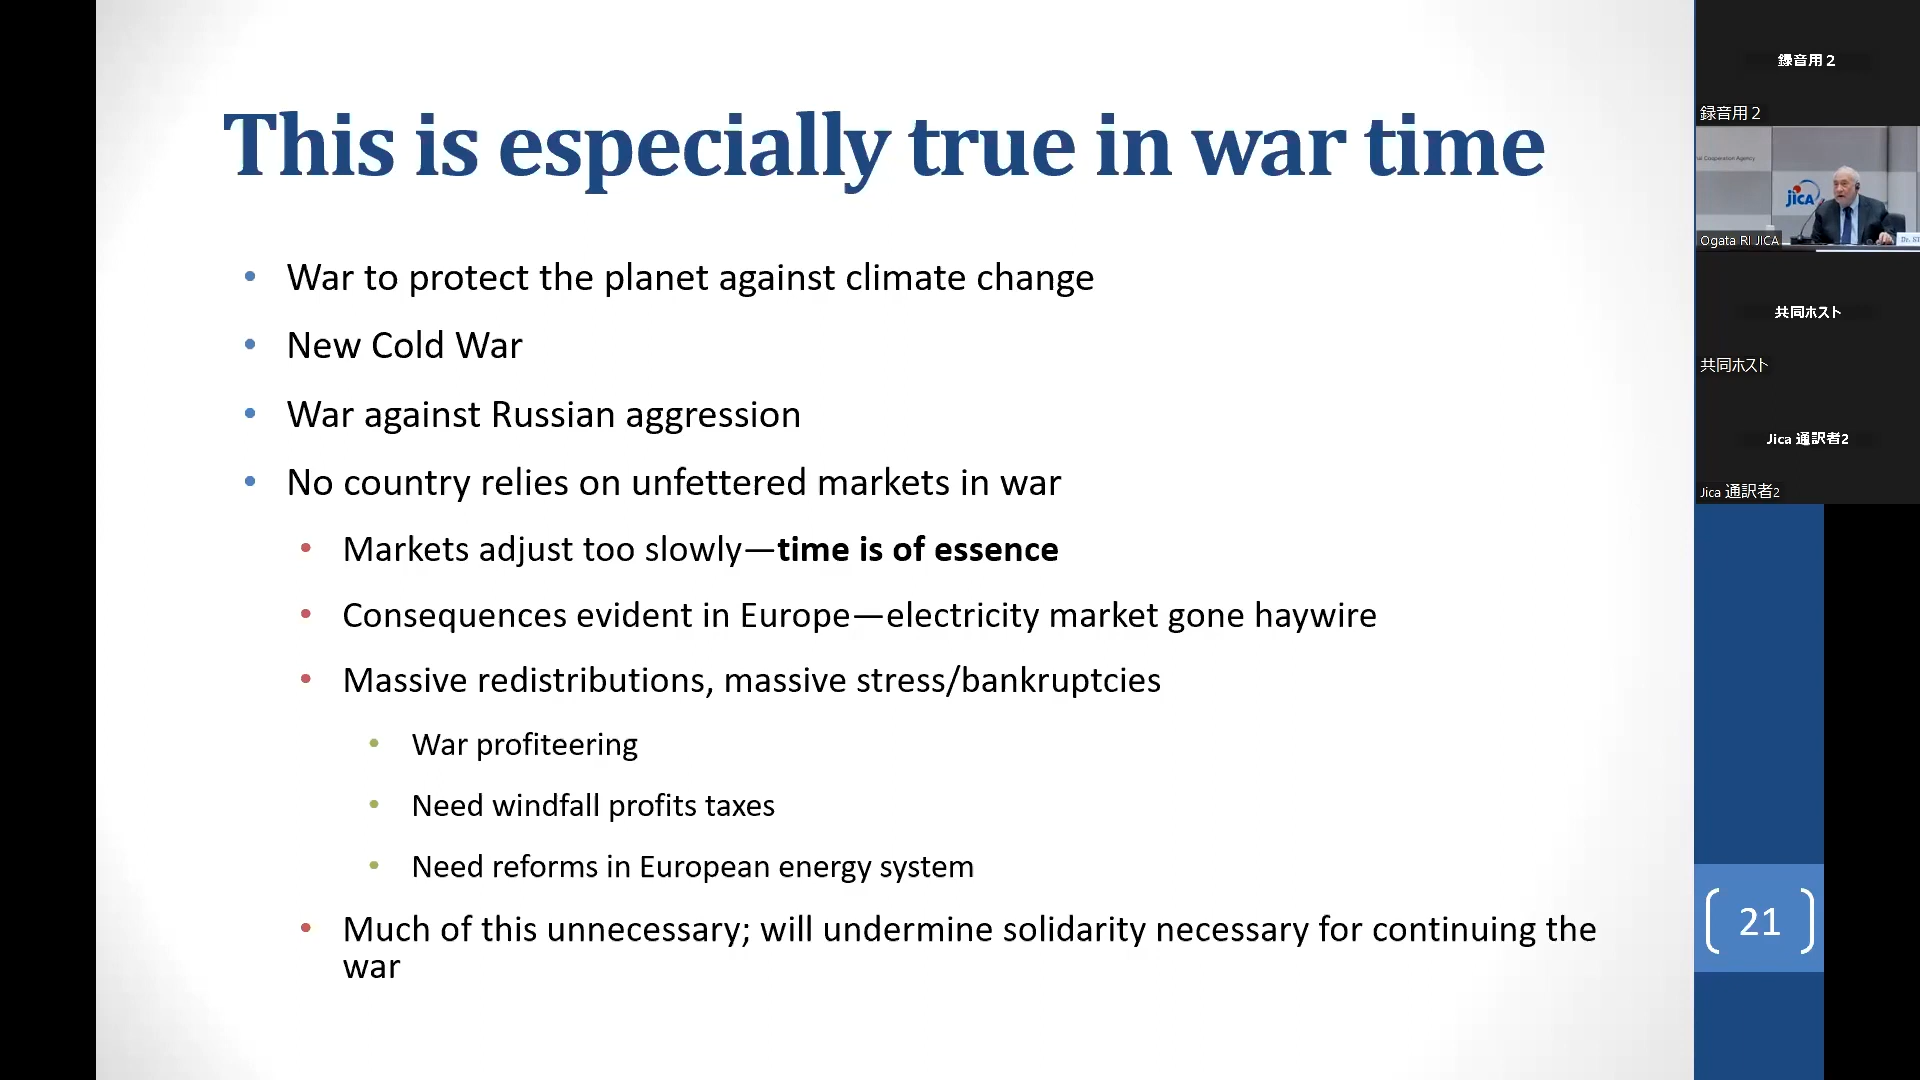 This is especially true in war time
• War to protect the planet against climate change
• New Cold War
• War against Russian aggression
• No country relies on unfettered markets in war
• Markets adjust too slowly—time is of essence
• Consequences evident in Europe—electricity market gone haywire
• Massive redistributions, massive stress/bankruptcies
• War profiteering
• Need windfall profits taxes
• Need reforms in European energy system
• Much of this unnecessary; will undermine solidarity necessary for continuing the
war
21
録音用2
録音用2
Cooperation Agency
JICA
Dr.
Ogata RI JICA
共同ホスト
共同ホスト
Jica 通訳者2
Jica 通訳者2